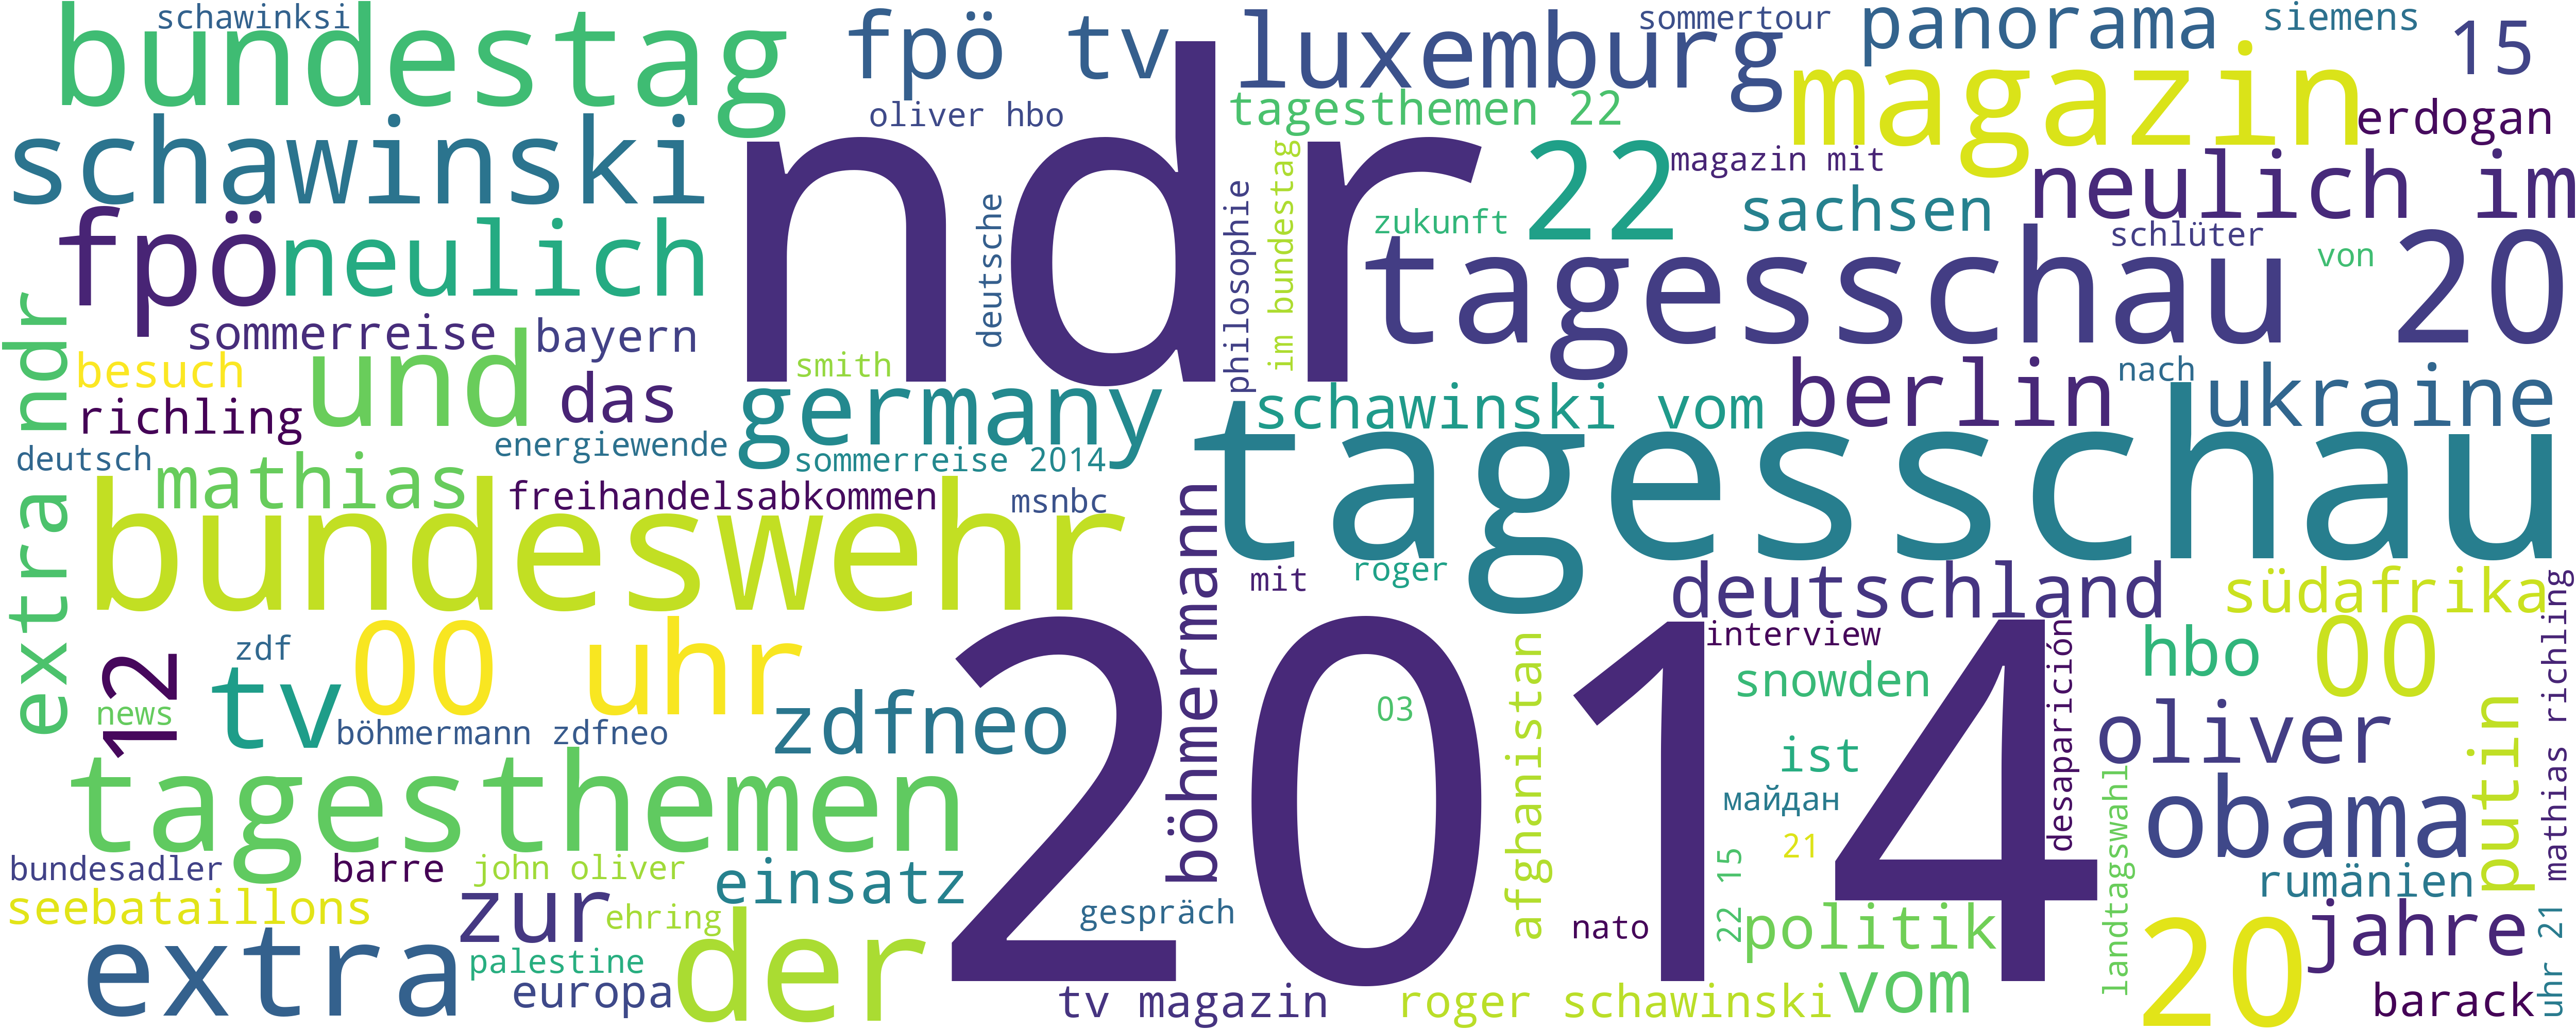 schawinksi
bundestag
fpö tv
luxemburg
sommertour
panorama
siemens
15
schawinski
oliver hbo
ndr
tagesthemen 22
magazin
erdogan
22
magazin mit
neulich im
fpö
neulich
deutsche
philosophie
im bundestag
zukunft
sachsen
schlüter
von
tagesschau 20
sommerreise
bayern
extra ndr
besuch
und
das
smith
germany
schawinski vom
berlin
nach
ukraine
richling
energiewende
deutsch
mathias
sommerreise 2014
tagesschau
freihandelsabkommen
msnbc
bundeswehr
böhmermann
mit
roger
deutschland
südafrika
mathias richling
12
zdf
00 uhr
2014
interview
hbo
00
news
tv
böhmermann zdfneo
zdfneo
03
afghanistan
snowden
desaparición
oliver
putin
tagesthemen
ist
майдан
obama
21
landtagswahl
bundesadler
barre
john oliver
einsatz
22 15
rumänien
seebataillons
zur
ehring
gespräch
nato
politik
20
jahre
uhr 21
extra
palestine
der
europa
tv magazin
roger schawinski
vom
barack